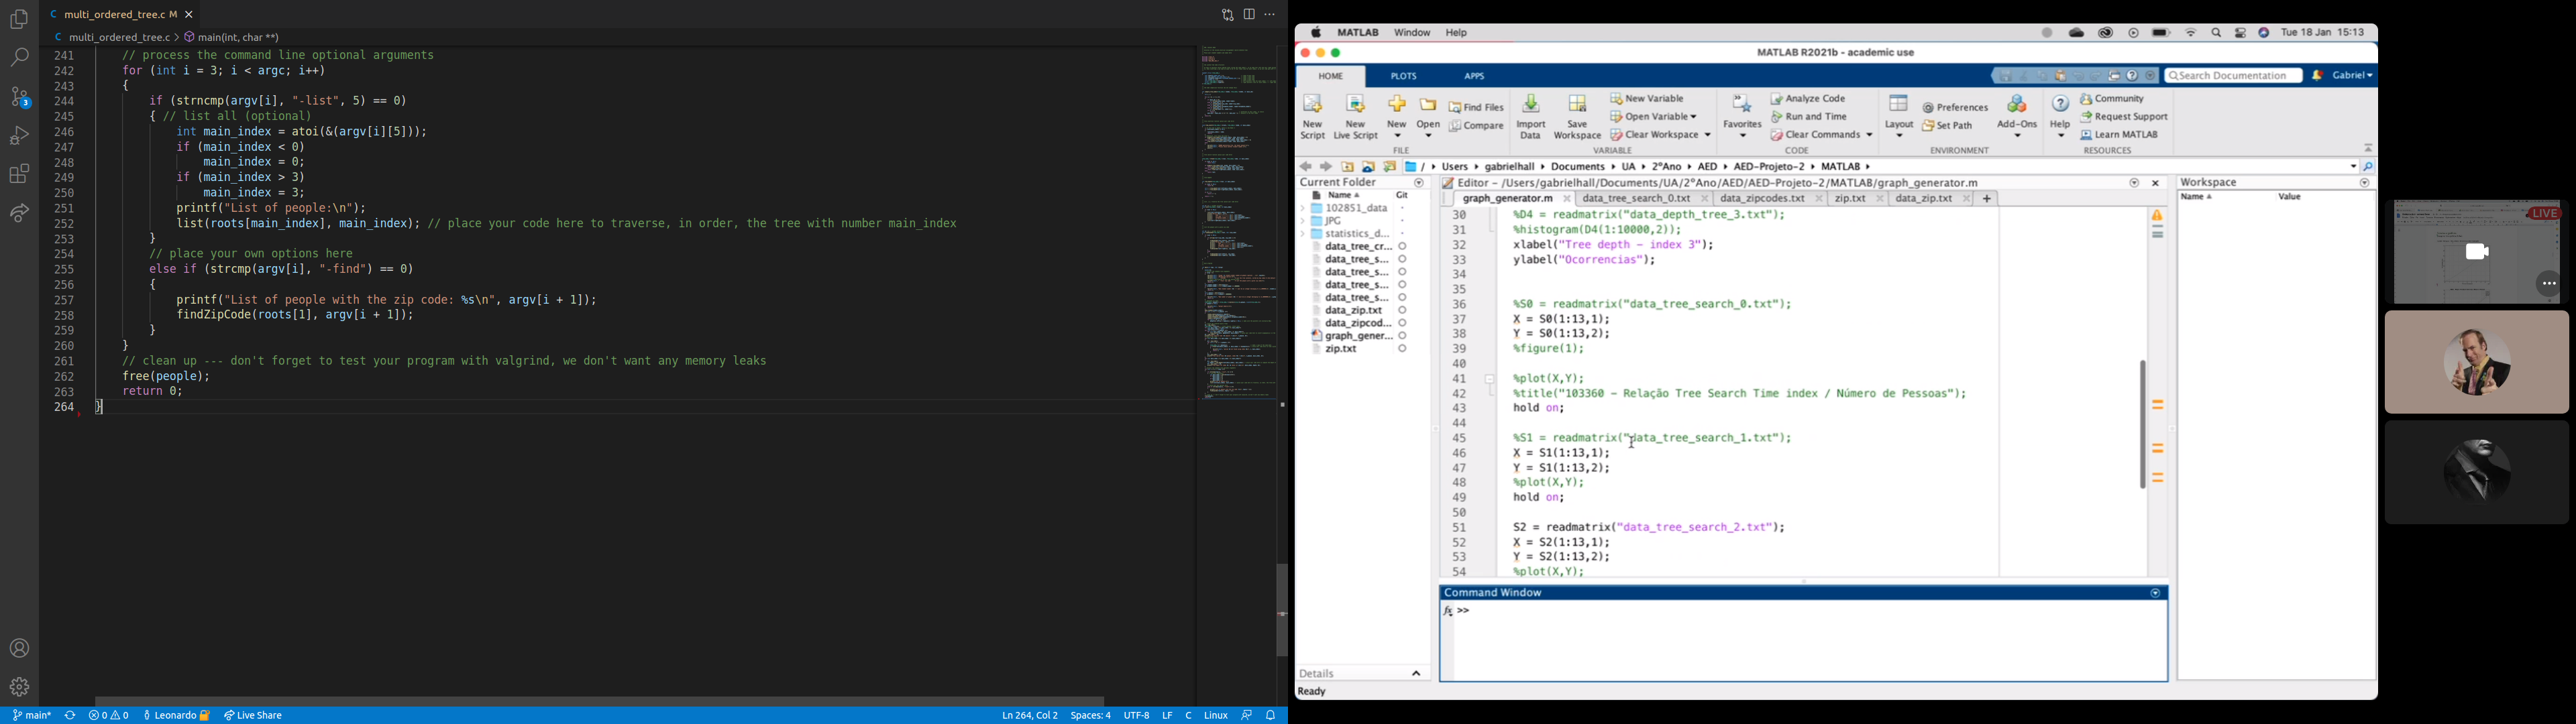 multi_ordered_tree.c M
multi_ordered_tree.c > main(int, char **)
241 // process the command line optional arguments
242 for (int i = 3; i < argc; i++)
243 {
244 if (strncmp(argv[i], "-list", 5) == 0)
245 { // list all (optional)
246 int main_index = atoi(&(argv[i][5]));
247 if (main_index < 0)
248 main_index = 0;
249 if (main_index > 3)
250 main_index = 3;
251 printf("List of people:\n");
252 list(roots[main_index], main_index); // place your code here to traverse, in order, the tree with number main_index
253 }
254 // place your own options here
255 else if (strcmp(argv[i], "-find") == 0)
256 {
257 printf("List of people with the zip code: %s\n", argv[i + 1]);
258 findZipCode(roots[1], argv[i + 1]);
259 }
260 }
261 // clean up --- don't forget to test your program with valgrind, we don't want any memory leaks
262 free(people);
263 return 0;
264 }
3
main* 0 0 Leonardo Live Share
Ln 264, Col 2 Spaces: 4 UTF-8 LF C Linux
MATLAB Window Help
Tue 18 Jan 15:13
MATLAB R2021b - academic use
HOME PLOTS APPS
Search Documentation
Gabriel
New Script
New Live Script
New
Open
Find Files
Compare
FILE
Import Data
Save Workspace
New Variable
Open Variable
Clear Workspace
VARIABLE
Favorites
Analyze Code
Run and Time
Clear Commands
CODE
Layout
Preferences
Set Path
Add-Ons
ENVIRONMENT
Help
Community
Request Support
Learn MATLAB
RESOURCES
/ › Users › gabrielhall › Documents › UA › 2ºAno › AED › AED-Projeto-2 › MATLAB ›
Current Folder
Name Git
102851_data
JPG
statistics_d...
data_tree_cr...
data_tree_s...
data_tree_s...
data_tree_s...
data_tree_s...
data_zip.txt
data_zipcod...
graph_gener...
zip.txt
Details
Ready
Editor - /Users/gabrielhall/Documents/UA/2ºAno/AED/AED-Projeto-2/MATLAB/graph_generator.m
graph_generator.m data_tree_search_0.txt data_zipcodes.txt zip.txt data_zip.txt +
30 %D4 = readmatrix("data_depth_tree_3.txt");
31 %histogram(D4(1:10000,2));
32 xlabel("Tree depth - index 3");
33 ylabel("Ocorrencias");
34
35
36 %S0 = readmatrix("data_tree_search_0.txt");
37 X = S0(1:13,1);
38 Y = S0(1:13,2);
39 %figure(1);
40
41 %plot(X,Y);
42 %title("103360 - Relação Tree Search Time index / Número de Pessoas");
43 hold on;
44
45 %S1 = readmatrix("data_tree_search_1.txt");
46 X = S1(1:13,1);
47 Y = S1(1:13,2);
48 %plot(X,Y);
49 hold on;
50
51 S2 = readmatrix("data_tree_search_2.txt");
52 X = S2(1:13,1);
53 Y = S2(1:13,2);
54 %plot(X,Y);
Command Window
fx >>
Workspace
Name Value
LIVE